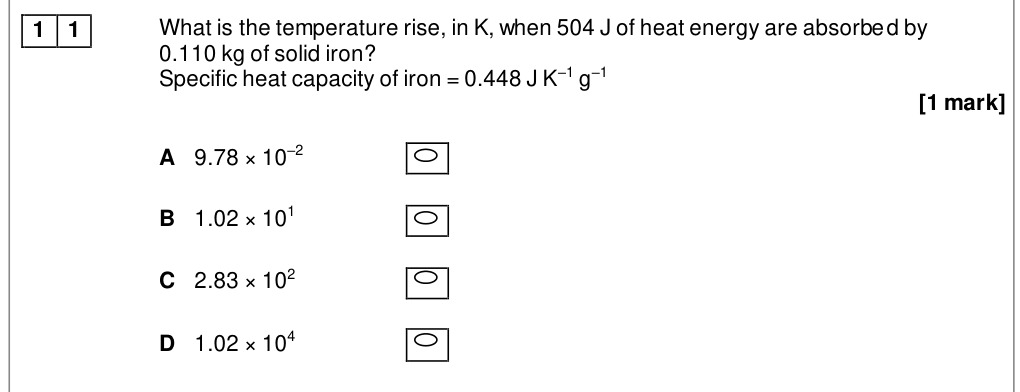 1 1 What is the temperature rise, in K, when 504 J of heat energy are absorbed by
0.110 kg of solid iron?
Specific heat capacity of iron = 0.448 J K⁻¹ g⁻¹
[1 mark]
A 9.78 × 10⁻²
B 1.02 × 10¹
C 2.83 × 10²
D 1.02 × 10⁴